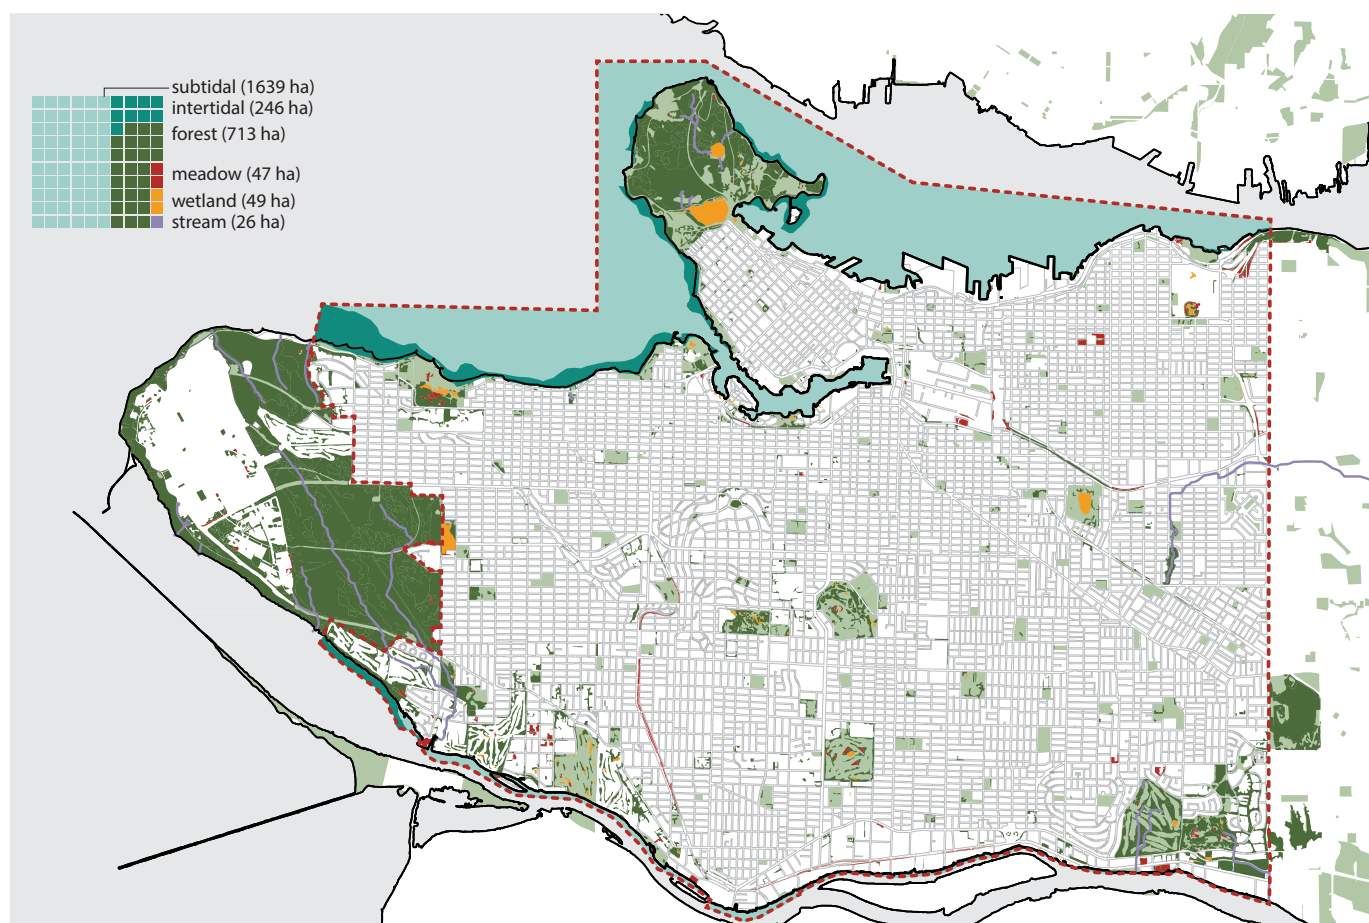 subtidal (1639 ha)
intertidal (246 ha)
forest (713 ha)
meadow (47 ha)
wetland (49 ha)
stream (26 ha)